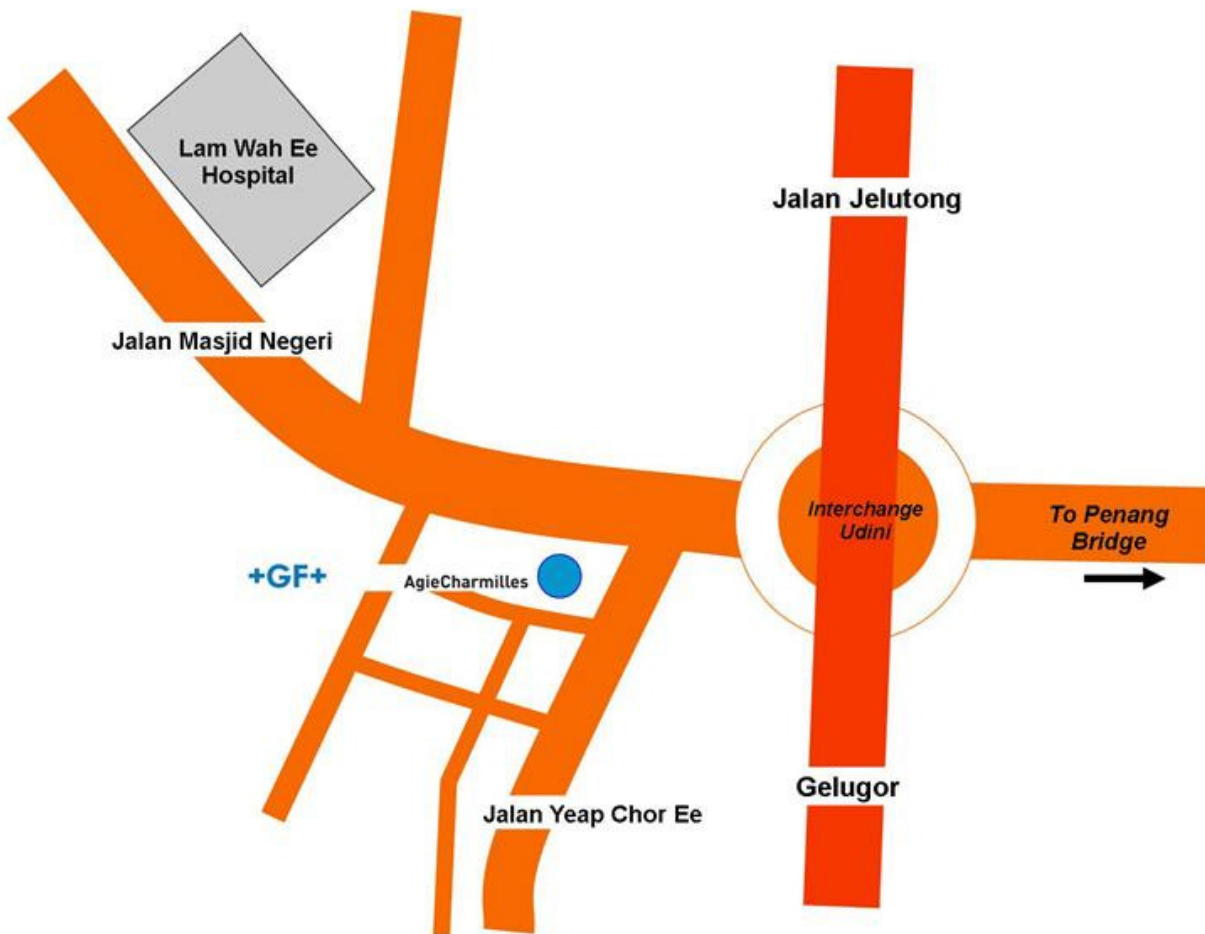 Lam Wah Ee
Hospital
Jalan Jelutong
Jalan Masjid Negeri
Interchange
Udini
To Penang
Bridge
+GF+
AgieCharmilles
Gelugor
Jalan Yeap Chor Ee